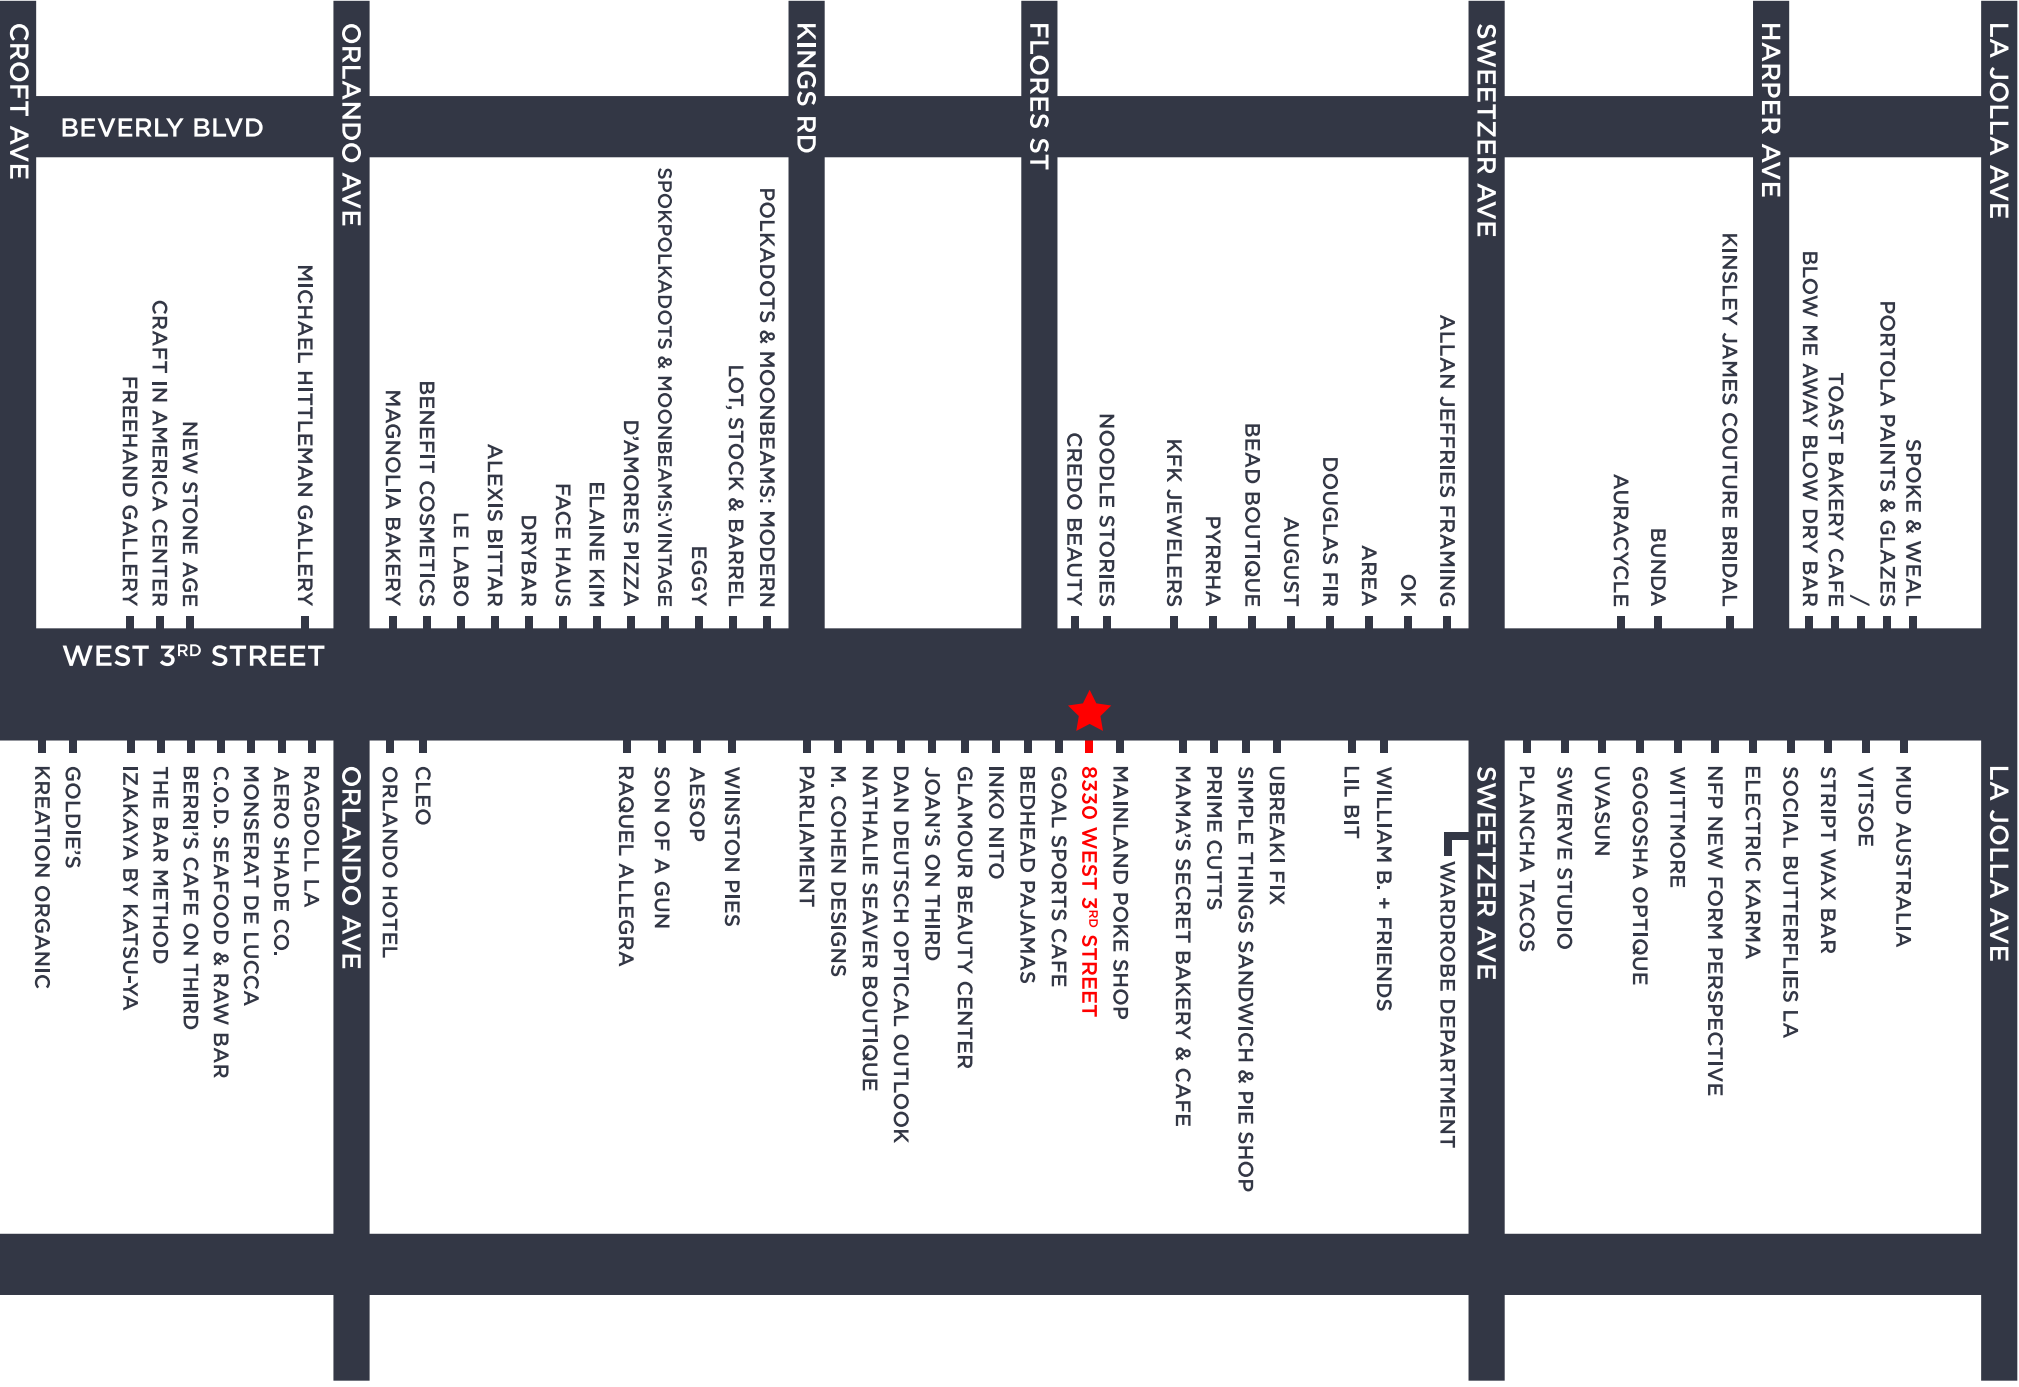 CROFT AVE
ORLANDO AVE
KINGS RD
FLORES ST
SWEETZER AVE
HARPER AVE
LA JOLLA AVE
BEVERLY BLVD
FREEHAND GALLERY
CRAFT IN AMERICA CENTER
NEW STONE AGE
MICHAEL HITTLEMAN GALLERY
MAGNOLIA BAKERY
BENEFIT COSMETICS
LE LABO
ALEXIS BITTAR
DRYBAR
FACE HAUS
ELAINE KIM
D'AMORES PIZZA
SPOKPOLKADOTS & MOONBEAMS:VINTAGE
EGGY
LOT, STOCK & BARREL
POLKADOTS & MOONBEAMS: MODERN
CREDO BEAUTY
NOODLE STORIES
KFK JEWELERS
PYRRHA
BEAD BOUTIQUE
AUGUST
DOUGLAS FIR
AREA
OK
ALLAN JEFFRIES FRAMING
AURACYCLE
BUNDA
KINSLEY JAMES COUTURE BRIDAL
BLOW ME AWAY BLOW DRY BAR
TOAST BAKERY CAFE
/
PORTOLA PAINTS & GLAZES
SPOKE & WEAL
WEST 3RD STREET
KREATION ORGANIC
GOLDIE'S
IZAKAYA BY KATSU-YA
THE BAR METHOD
BERRI'S CAFE ON THIRD
C.O.D. SEAFOOD & RAW BAR
MONSERAT DE LUCCA
AERO SHADE CO.
RAGDOLL LA
ORLANDO AVE
ORLANDO HOTEL
CLEO
RAQUEL ALLEGRA
SON OF A GUN
AESOP
WINSTON PIES
PARLIAMENT
M. COHEN DESIGNS
NATHALIE SEAVER BOUTIQUE
DAN DEUTSCH OPTICAL OUTLOOK
JOAN'S ON THIRD
GLAMOUR BEAUTY CENTER
INKO NITO
BEDHEAD PAJAMAS
GOAL SPORTS CAFE
8330 WEST 3RD STREET
MAINLAND POKE SHOP
MAMA'S SECRET BAKERY & CAFE
PRIME CUTTS
SIMPLE THINGS SANDWICH & PIE SHOP
UBREAKI FIX
LIL BIT
WILLIAM B. + FRIENDS
WARDROBE DEPARTMENT
SWEETZER AVE
PLANCHA TACOS
SWERVE STUDIO
UVASUN
GOGOSHA OPTIQUE
WITTMORE
NFP NEW FORM PERSPECTIVE
ELECTRIC KARMA
SOCIAL BUTTERFLIES LA
STRIPT WAX BAR
VITSOE
MUD AUSTRALIA
LA JOLLA AVE